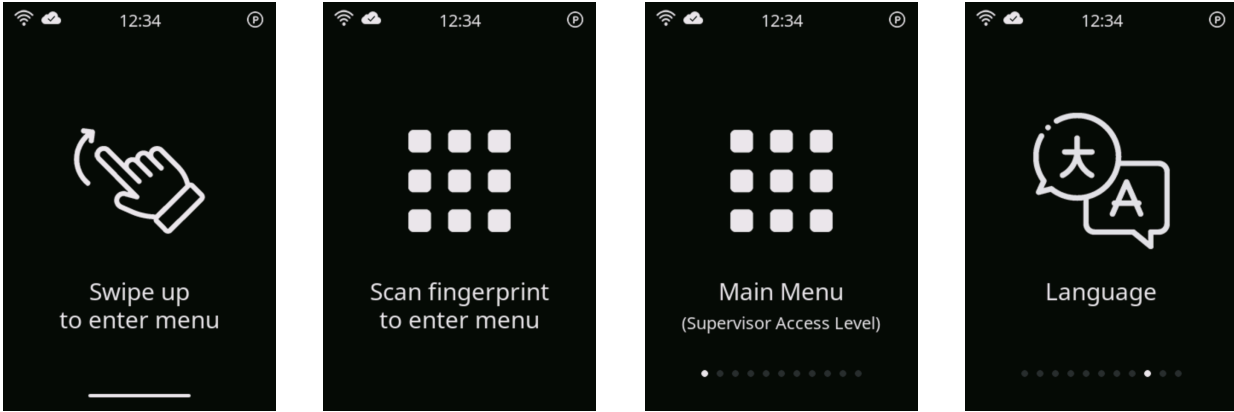 12:34
P
Swipe up
to enter menu
12:34
P
Scan fingerprint
to enter menu
12:34
P
Main Menu
(Supervisor Access Level)
12:34
P
大
A
Language